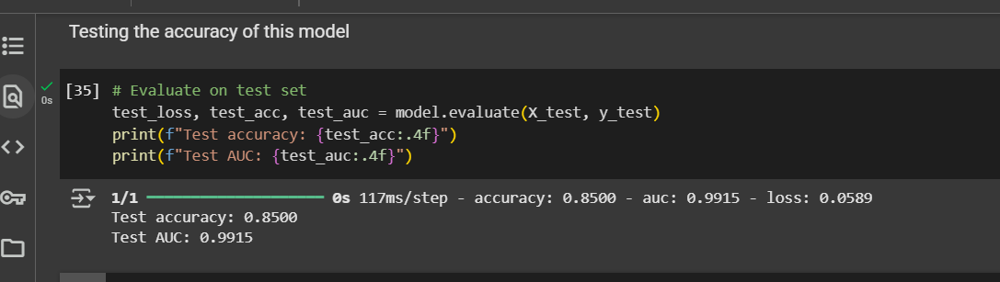 Testing the accuracy of this model
[35] # Evaluate on test set
0s
test_loss, test_acc, test_auc = model.evaluate(X_test, y_test)
print(f"Test accuracy: {test_acc:.4f}")
print(f"Test AUC: {test_auc:.4f}")
1/1 0s 117ms/step - accuracy: 0.8500 - auc: 0.9915 - loss: 0.0589
Test accuracy: 0.8500
Test AUC: 0.9915